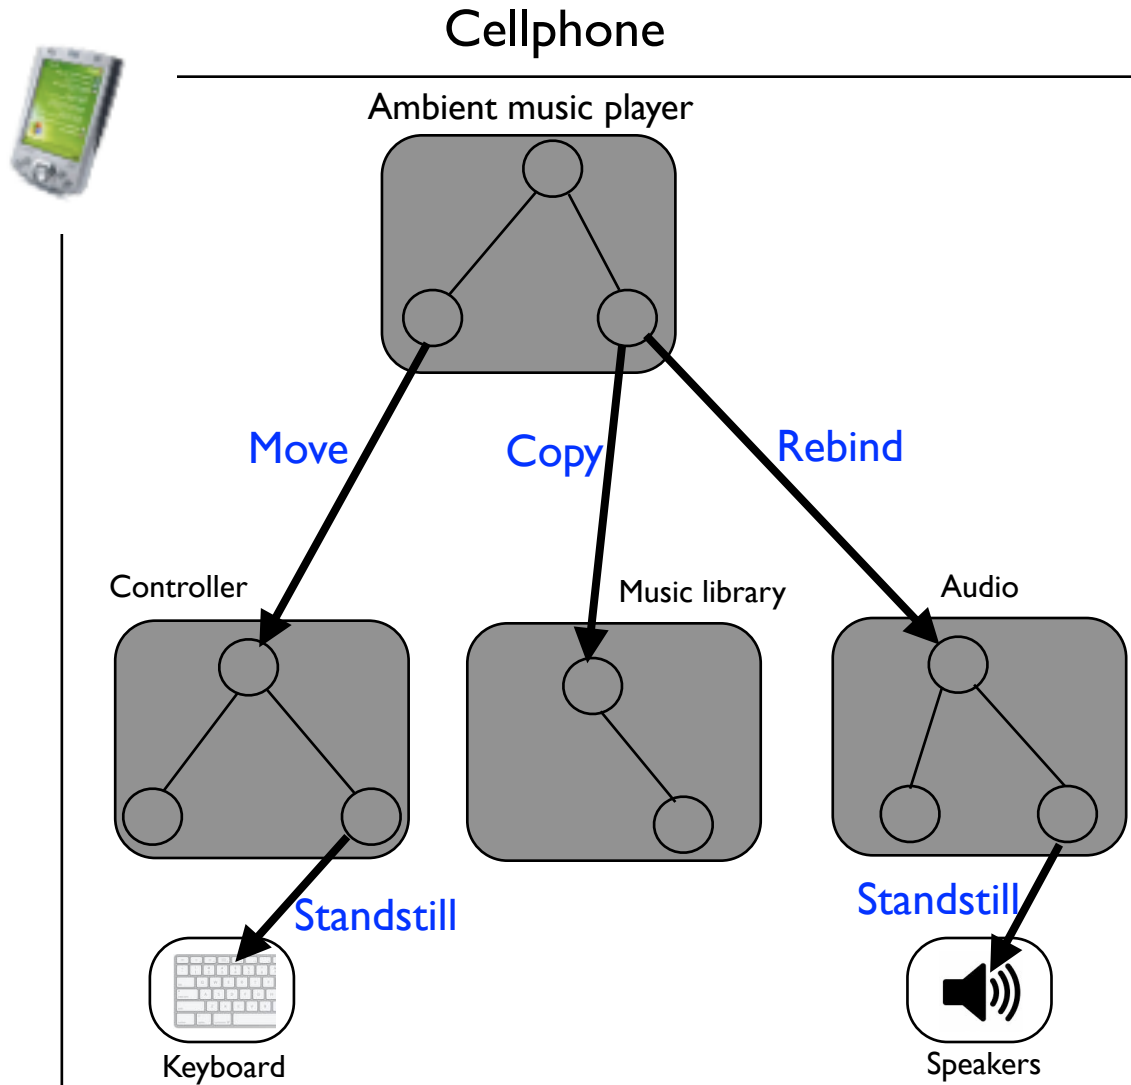 Cellphone
Ambient music player
Move
Copy
Rebind
Controller
Music library
Audio
Standstill
Standstill
Keyboard
Speakers